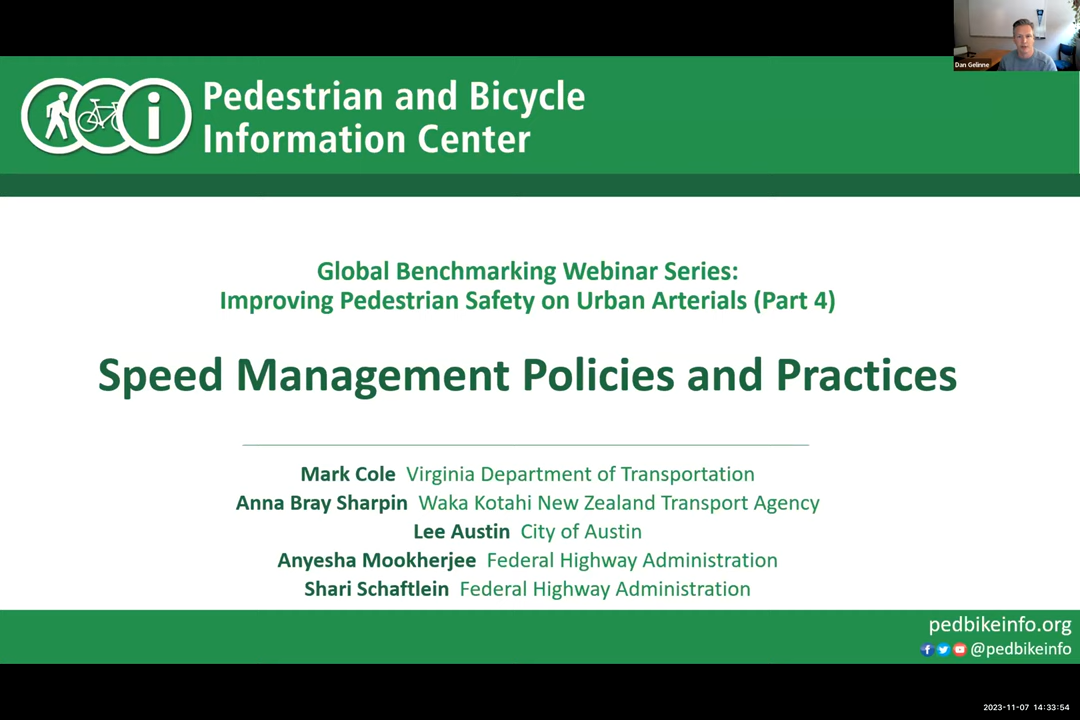 Dan Gelinne
Pedestrian and Bicycle
Information Center
Global Benchmarking Webinar Series:
Improving Pedestrian Safety on Urban Arterials (Part 4)
Speed Management Policies and Practices
Mark Cole Virginia Department of Transportation
Anna Bray Sharpin Waka Kotahi New Zealand Transport Agency
Lee Austin City of Austin
Anyesha Mookherjee Federal Highway Administration
Shari Schaftlein Federal Highway Administration
pedbikeinfo.org
@pedbikeinfo
2023-11-07 14:33:54